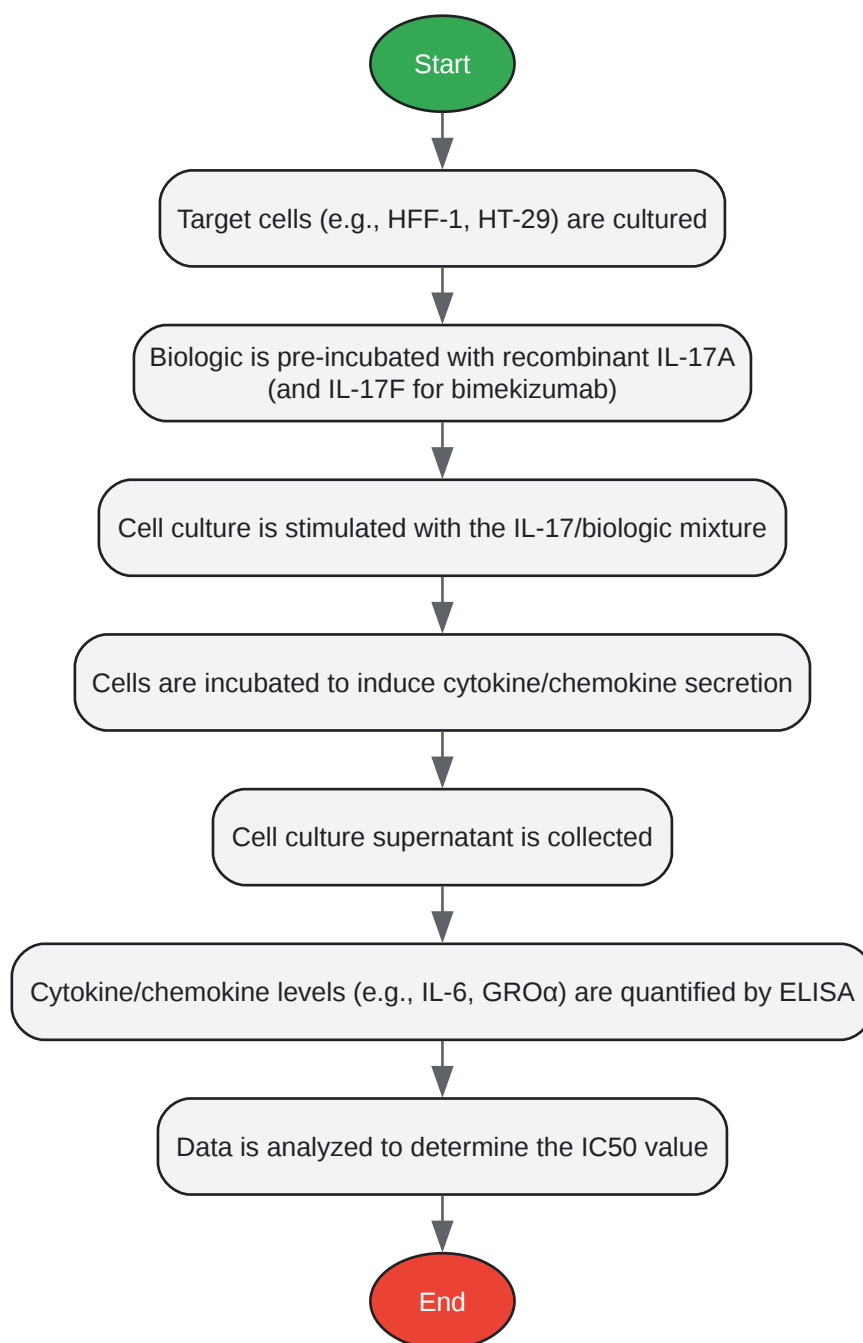 Start
Target cells (e.g., HFF-1, HT-29) are cultured
Biologic is pre-incubated with recombinant IL-17A
(and IL-17F for bimekizumab)
Cell culture is stimulated with the IL-17/biologic mixture
Cells are incubated to induce cytokine/chemokine secretion
Cell culture supernatant is collected
Cytokine/chemokine levels (e.g., IL-6, GROα) are quantified by ELISA
Data is analyzed to determine the IC50 value
End